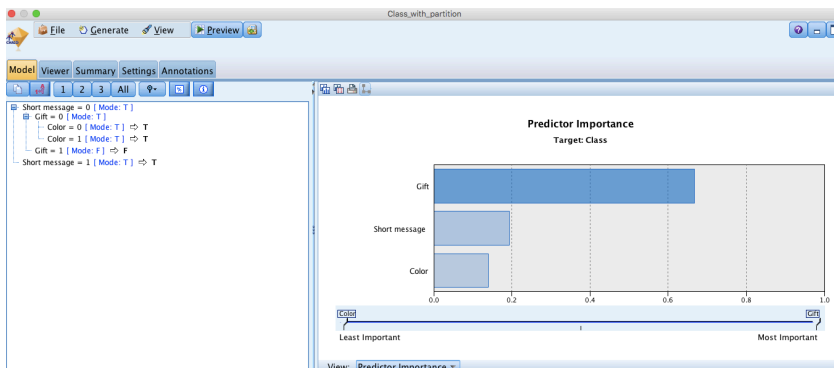 Class_with_partition
File Generate View Preview
Model Viewer Summary Settings Annotations
1 2 3 All
Short message = 0 [ Mode: T ]
Gift = 0 [ Mode: T ]
Color = 0 [ Mode: T ] ⇨ T
Color = 1 [ Mode: T ] ⇨ T
Gift = 1 [ Mode: F ] ⇨ F
Short message = 1 [ Mode: T ] ⇨ T
Predictor Importance
Target: Class
Gift
Short message
Color
0.0 0.2 0.4 0.6 0.8 1.0
Color Gift
Least Important Most Important
View: Predictor Importance